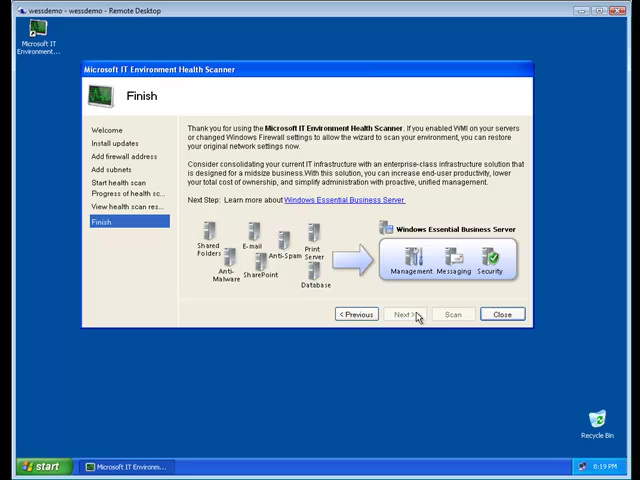 wessdemo - wessdemo - Remote Desktop
Microsoft IT
Environment...
Microsoft IT Environment Health Scanner
Finish
Welcome
Install updates
Add firewall address
Add subnets
Start health scan
Progress of health sc...
View health scan res...
Finish
Thank you for using the Microsoft IT Environment Health Scanner. If you enabled WMI on your servers
or changed Windows Firewall settings to allow the wizard to scan your environment, you can restore
your original network settings now.
Consider consolidating your current IT infrastructure with an enterprise-class infrastructure solution that
is designed for a midsize business.With this solution, you can increase end-user productivity, lower
your total cost of ownership, and simplify administration with proactive, unified management.
Next Step: Learn more about Windows Essential Business Server
Shared
Folders
E-mail
Print
Server
Anti-Spam
Anti-
Malware
SharePoint
Database
Windows Essential Business Server
Management
Messaging
Security
< Previous
Next >
Scan
Close
Recycle Bin
start
Microsoft IT Environm...
8:19 PM